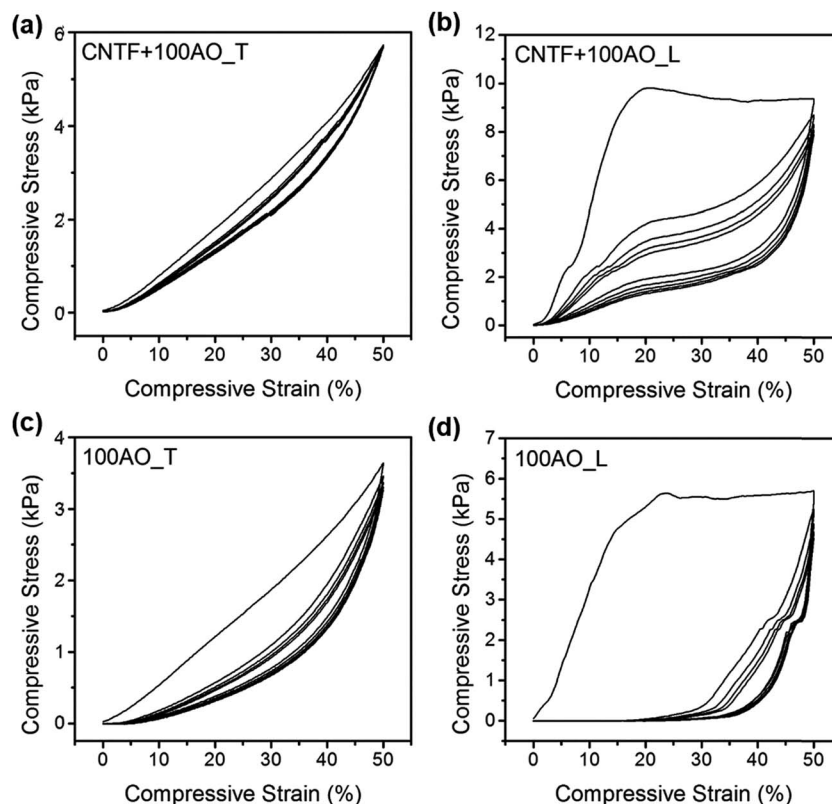 (a)
CNTF+100AO_T
Compressive Stress (kPa)
6
4
2
0
0 10 20 30 40 50
Compressive Strain (%)
(b)
CNTF+100AO_L
Compressive Stress (kPa)
12
10
8
6
4
2
0
0 10 20 30 40 50
Compressive Strain (%)
(c)
100AO_T
Compressive Stress (kPa)
4
3
2
1
0
0 10 20 30 40 50
Compressive Strain (%)
(d)
100AO_L
Compressive Stress (kPa)
7
6
5
4
3
2
1
0
0 10 20 30 40 50
Compressive Strain (%)